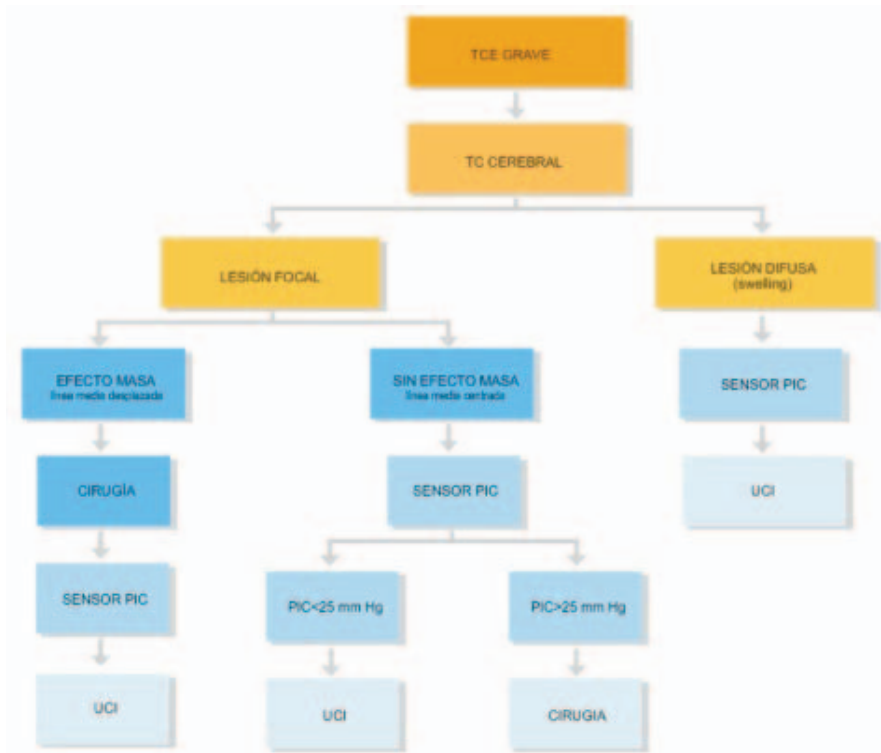 TCE GRAVE
TC CEREBRAL
LESIÓN FOCAL
LESIÓN DIFUSA
(swelling)
EFECTO MASA
línea media desplazada
SIN EFECTO MASA
línea media centrada
SENSOR PIC
CIRUGÍA
SENSOR PIC
UCI
SENSOR PIC
PIC<25 mm Hg
PIC>25 mm Hg
UCI
UCI
CIRUGIA